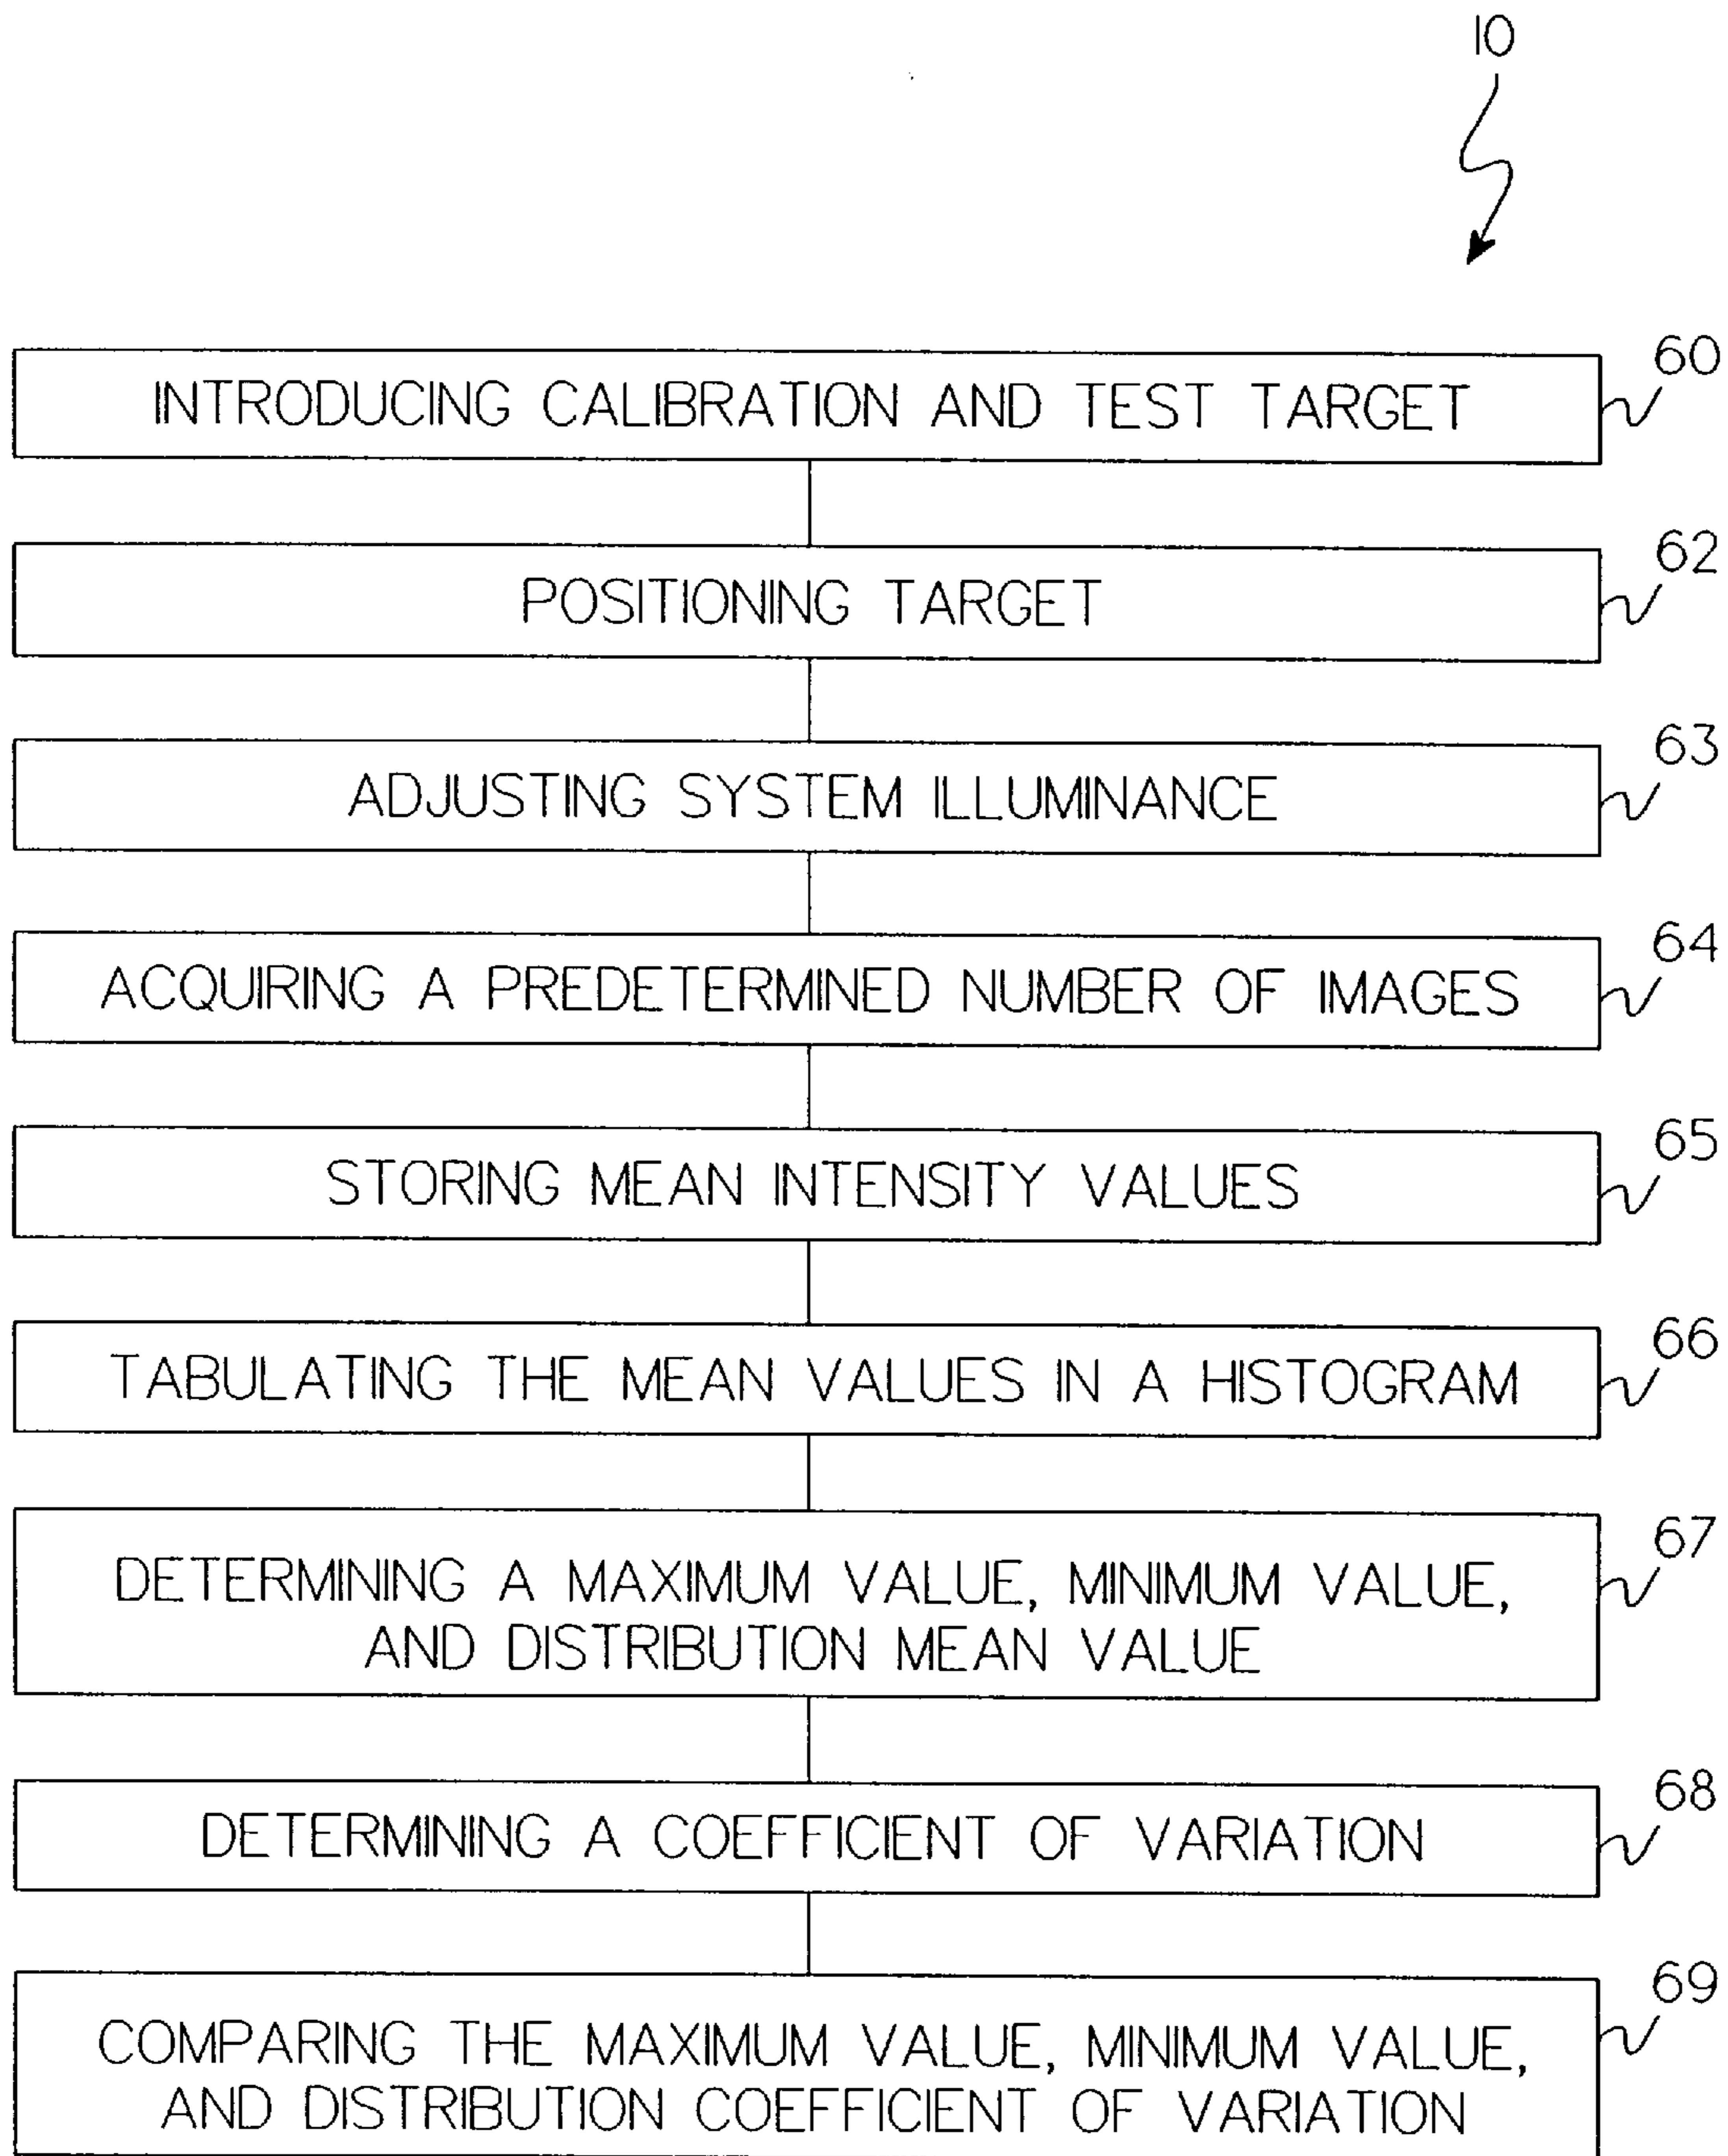 10
INTRODUCING CALIBRATION AND TEST TARGET
60
POSITIONING TARGET
62
ADJUSTING SYSTEM ILLUMINANCE
63
ACQUIRING A PREDETERMINED NUMBER OF IMAGES
64
STORING MEAN INTENSITY VALUES
65
TABULATING THE MEAN VALUES IN A HISTOGRAM
66
DETERMINING A MAXIMUM VALUE, MINIMUM VALUE,
AND DISTRIBUTION MEAN VALUE
67
DETERMINING A COEFFICIENT OF VARIATION
68
COMPARING THE MAXIMUM VALUE, MINIMUM VALUE,
AND DISTRIBUTION COEFFICIENT OF VARIATION
69